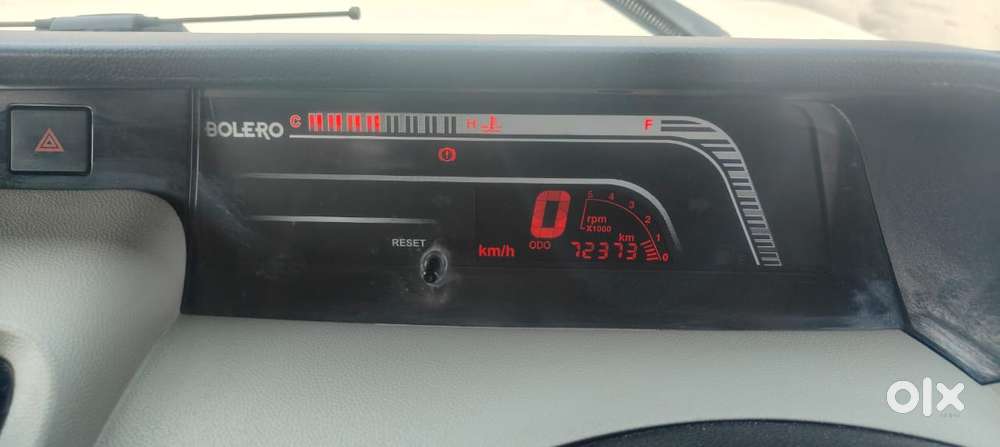 BOLERO C H F
5 4 3 2 1 0
rpm
X1000
0
km/h
ODO
72373 km
RESET
olx